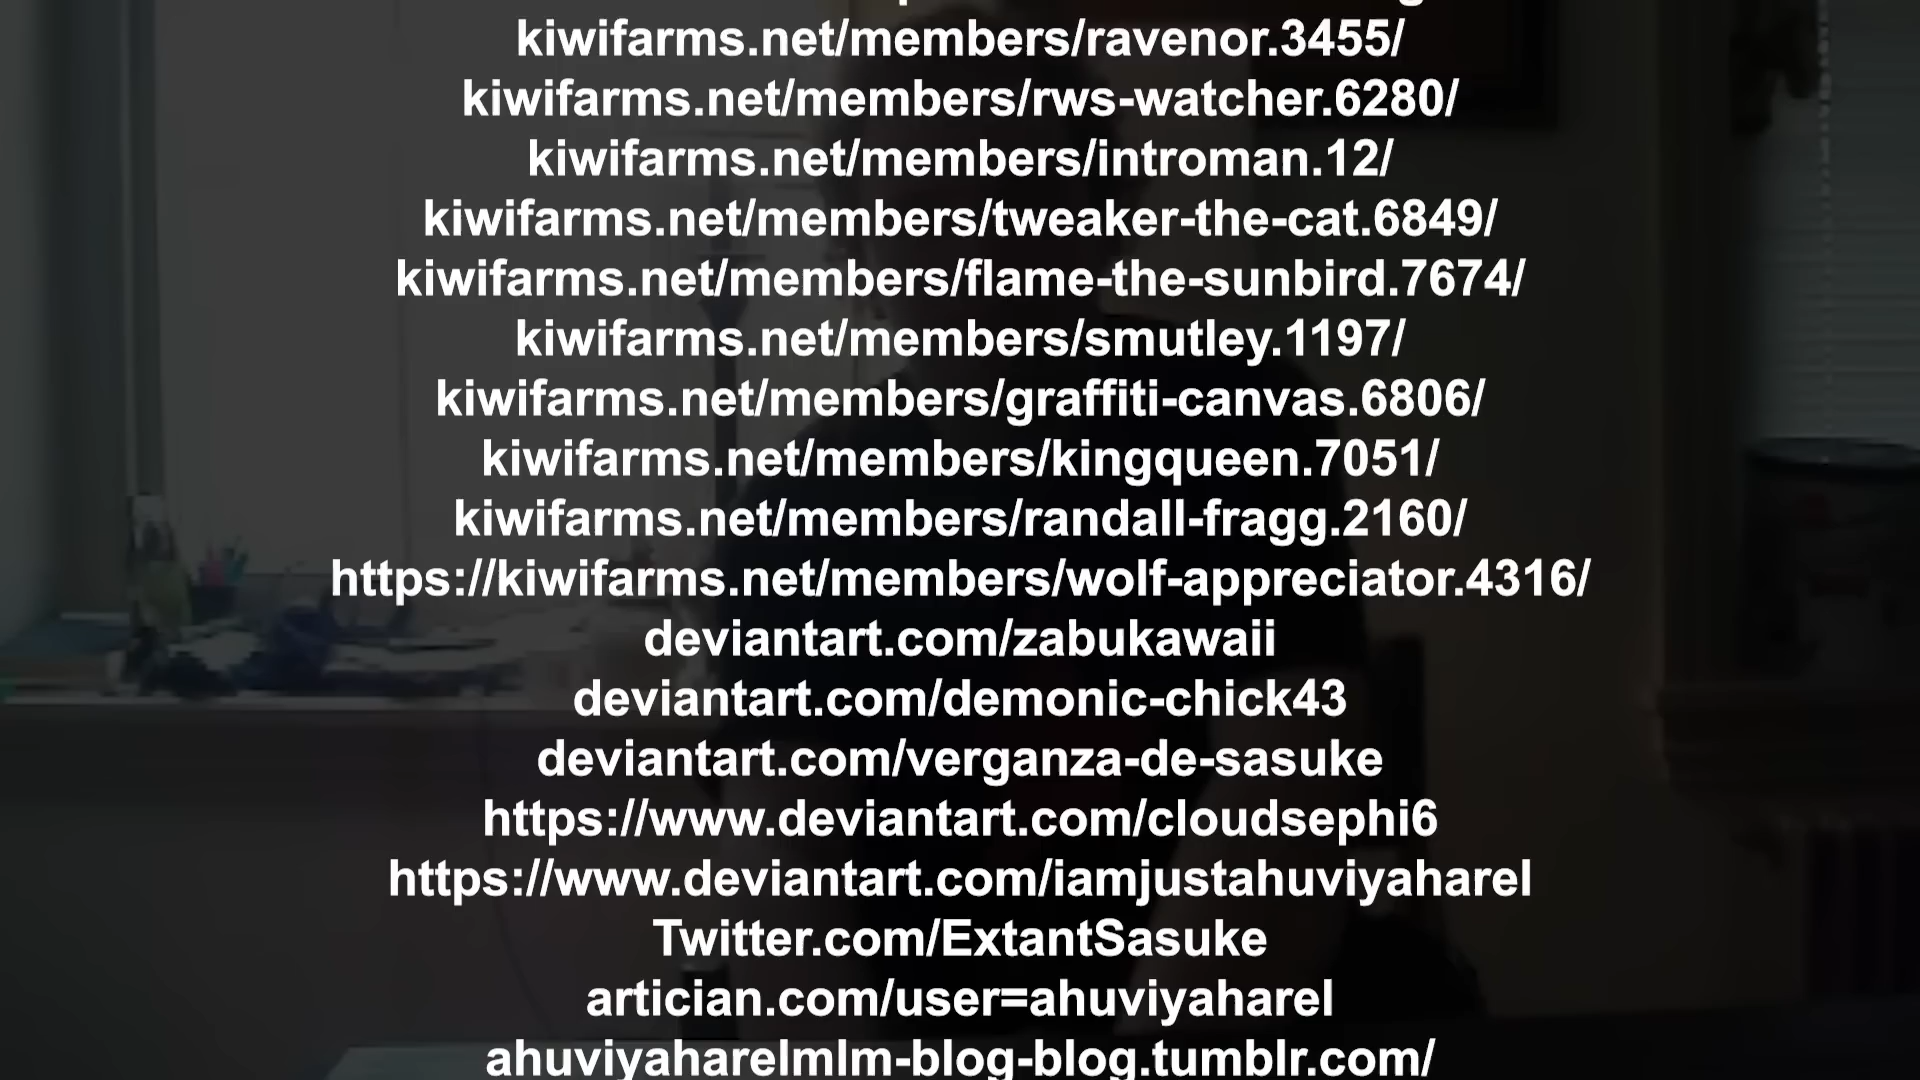 kiwifarms.net/members/ravenor.3455/
kiwifarms.net/members/rws-watcher.6280/
kiwifarms.net/members/introman.12/
kiwifarms.net/members/tweaker-the-cat.6849/
kiwifarms.net/members/flame-the-sunbird.7674/
kiwifarms.net/members/smutley.1197/
kiwifarms.net/members/graffiti-canvas.6806/
kiwifarms.net/members/kingqueen.7051/
kiwifarms.net/members/randall-fragg.2160/
https://kiwifarms.net/members/wolf-appreciator.4316/
deviantart.com/zabukawaii
deviantart.com/demonic-chick43
deviantart.com/verganza-de-sasuke
https://www.deviantart.com/cloudsephi6
https://www.deviantart.com/iamjustahuviyaharel
Twitter.com/ExtantSasuke
artician.com/user=ahuviyaharel
ahuviyaharelmlm-blog-blog.tumblr.com/